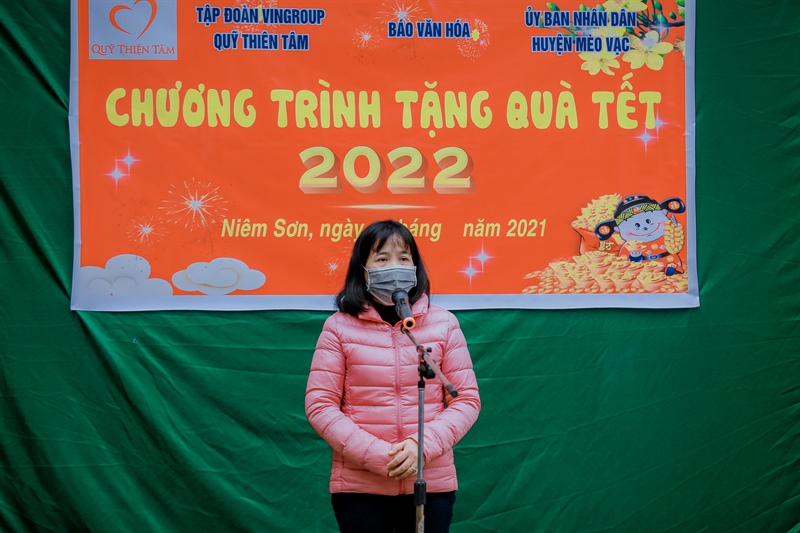 QUỸ THIỆN TÂM
TẬP ĐOÀN VINGROUP
QUỸ THIỆN TÂM
BÁO VĂN HÓA
ỦY BAN NHÂN DÂN
HUYỆN MÈO VẠC
CHƯƠNG TRÌNH TẶNG QUÀ TẾT
2022
Niêm Sơn, ngày năm 2021